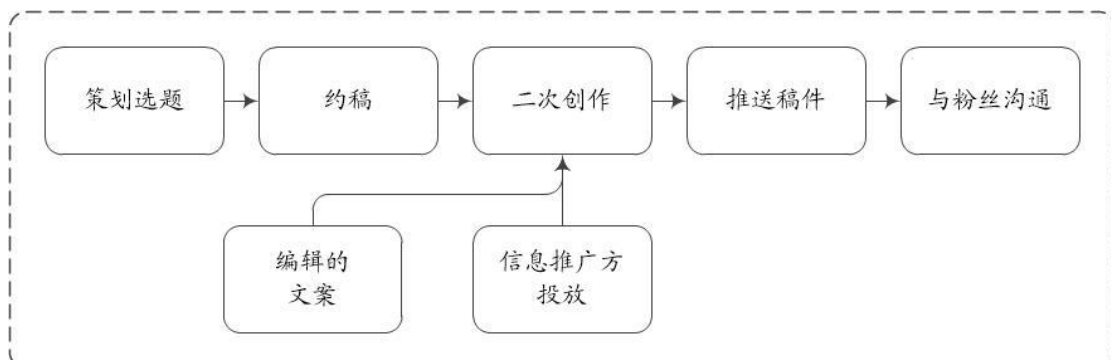 策划选题
约稿
二次创作
推送稿件
与粉丝沟通
编辑的
文案
信息推广方
投放